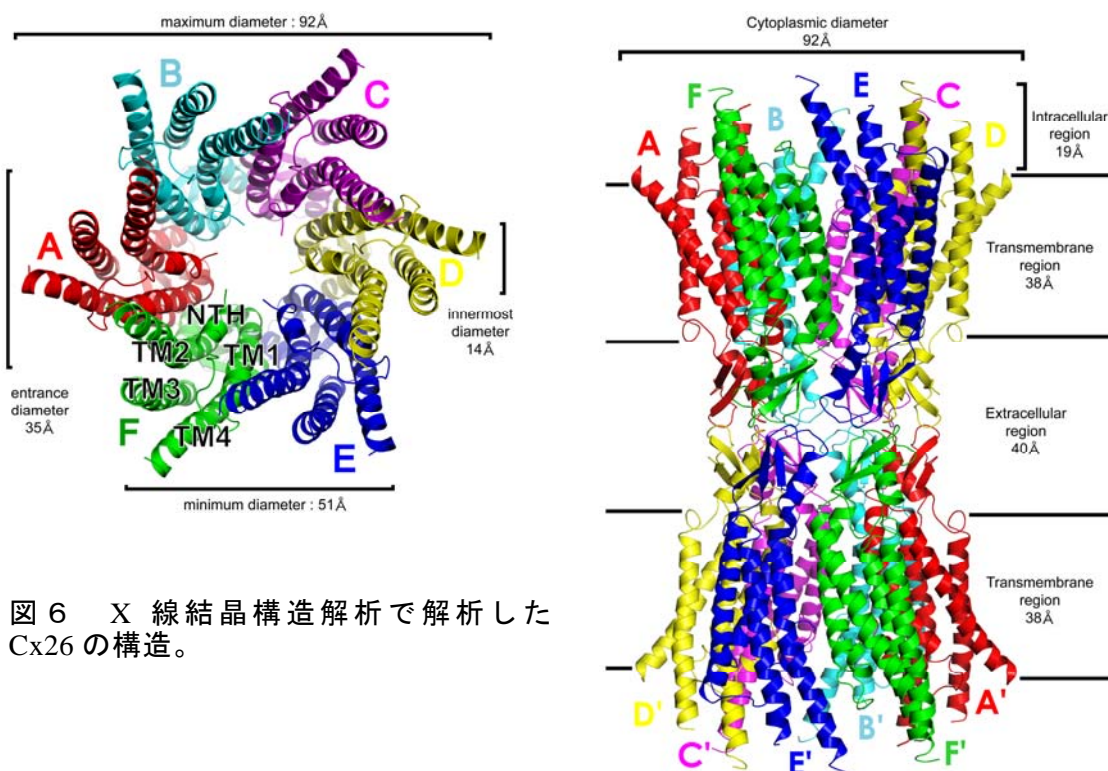 maximum diameter : 92Å
B
C
A
D
NTH
TM2
TM1
TM3
F
TM4
E
entrance
diameter
35Å
innermost
diameter
14Å
minimum diameter : 51Å
図6 X 線結晶構造解析で解析した
Cx26 の構造。
Cytoplasmic diameter
92Å
F
B
E
C
A
D
Intracellular
region
19Å
Transmembrane
region
38Å
Extracellular
region
40Å
Transmembrane
region
38Å
D'
C'
E'
B'
F'
A'